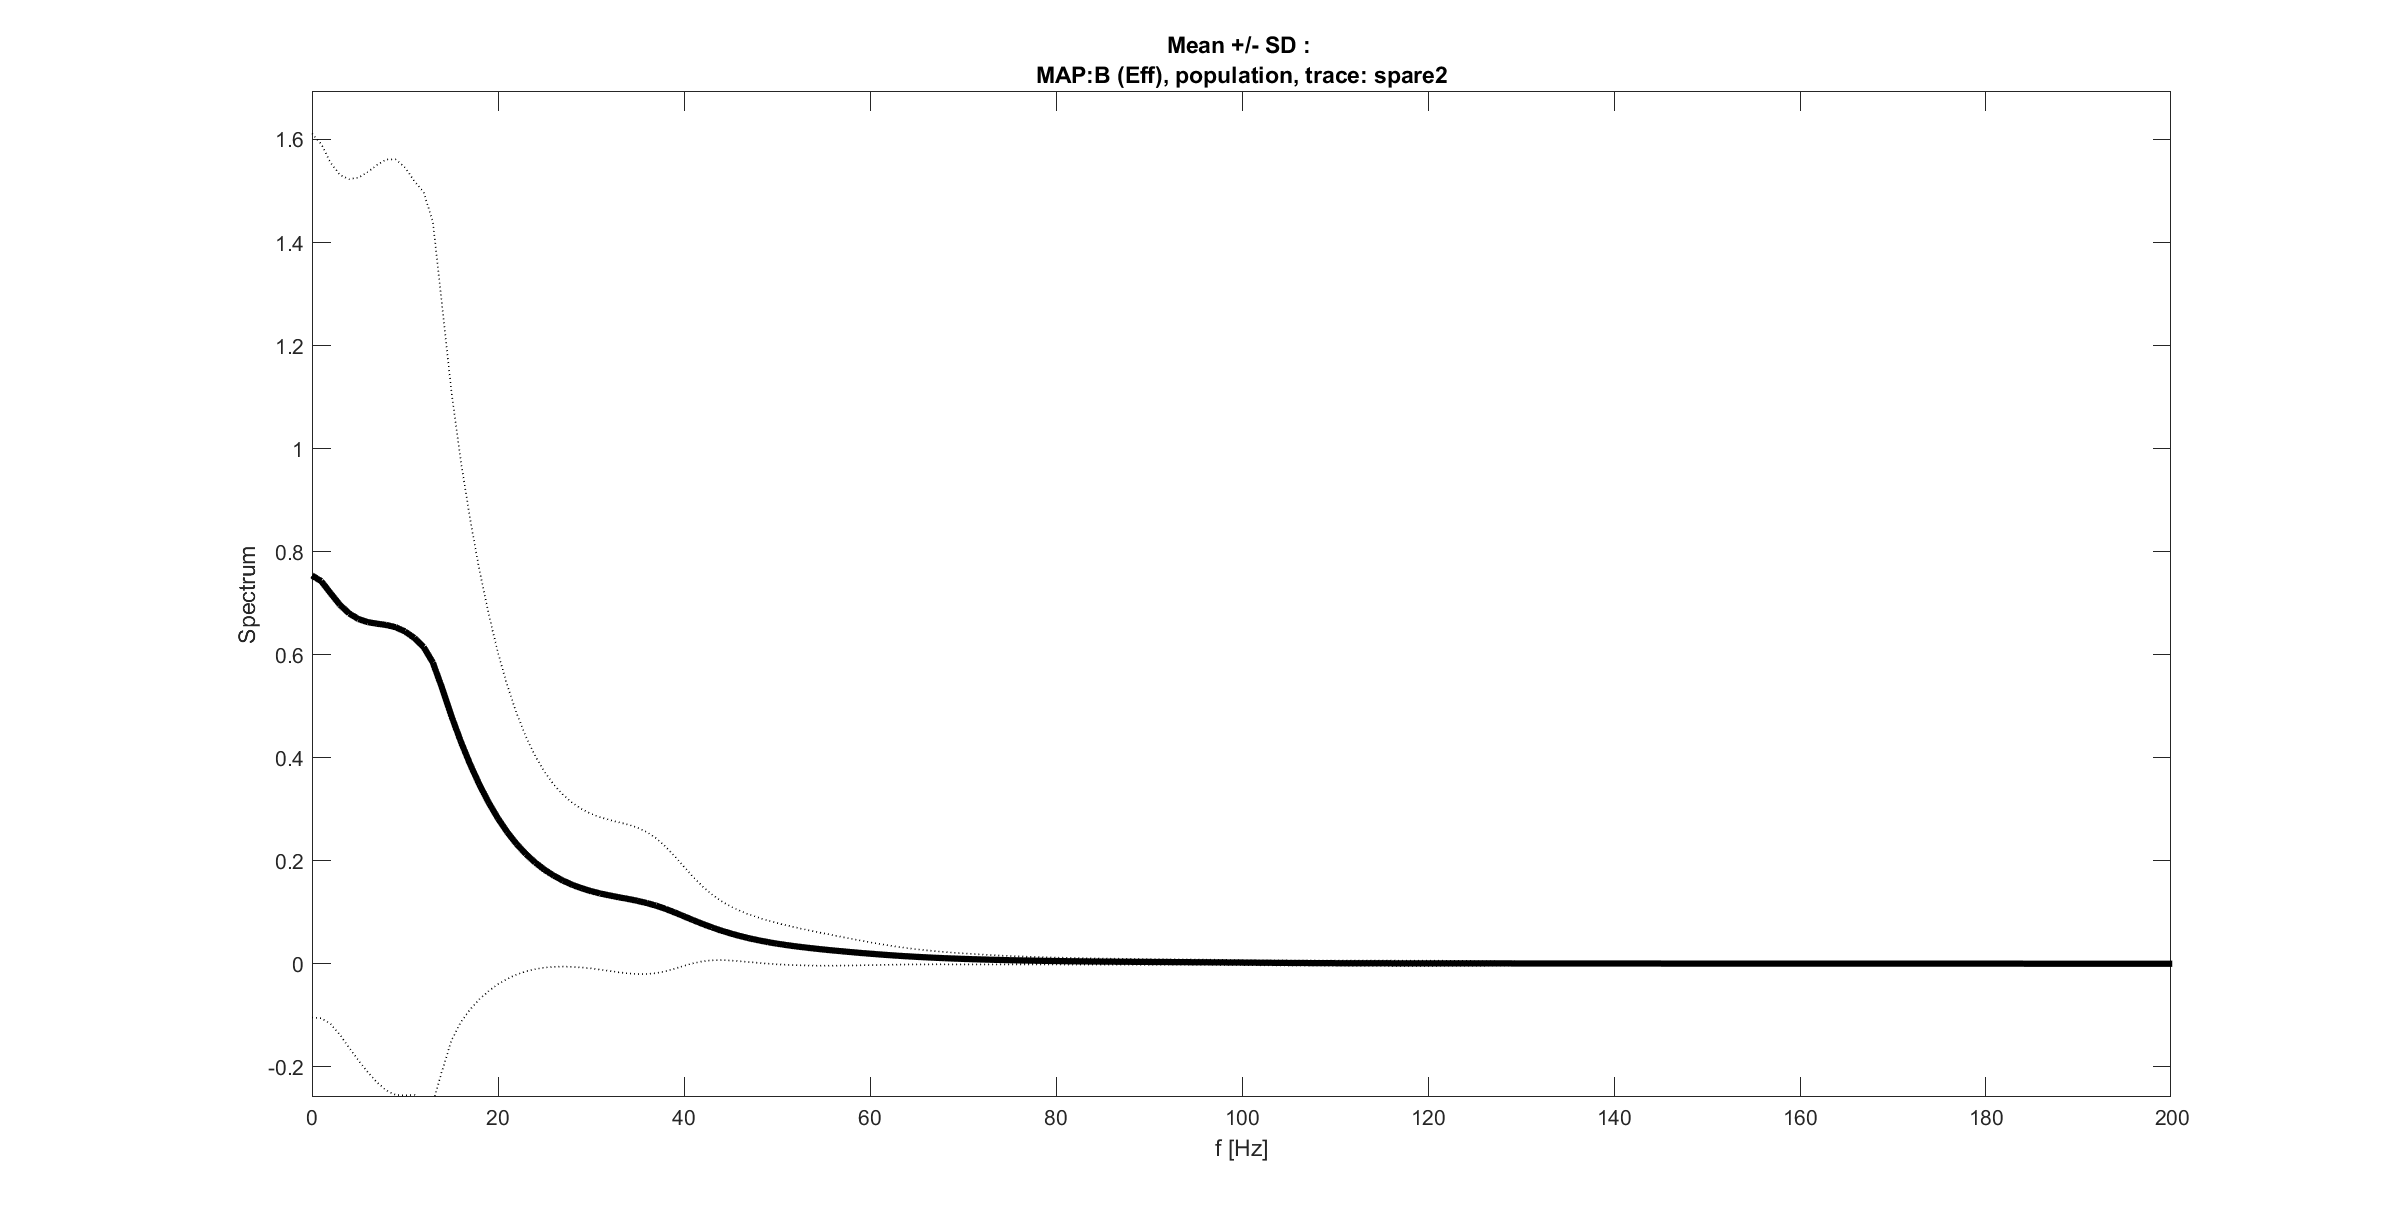 Mean +/- SD :
MAP:B (Eff), population, trace: spare2
1.6
1.4
1.2
1
0.8
0.6
0.4
0.2
0
-0.2
Spectrum
0 20 40 60 80 100 120 140 160 180 200
f [Hz]